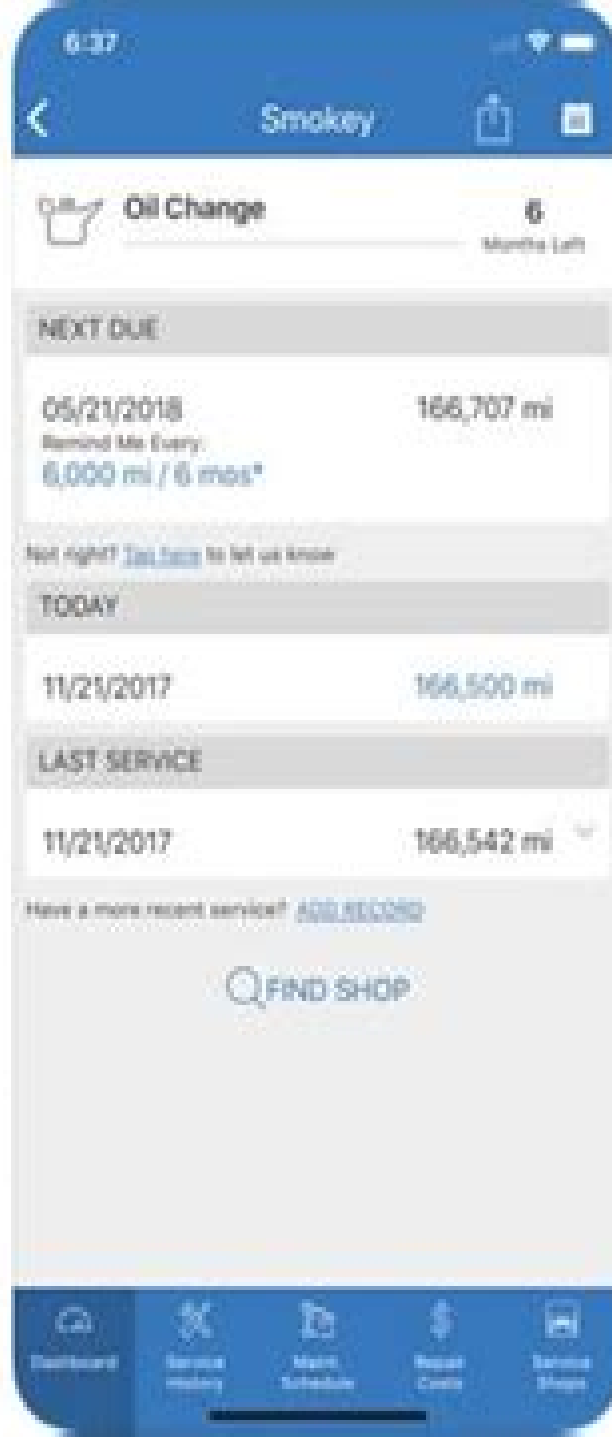 6:37
Smokey
Oil Change
6
Months Left
NEXT DUE
05/21/2018
166,707 mi
Remind Me Every:
6,000 mi / 6 mos*
Not right? Tap here to let us know
TODAY
11/21/2017
166,500 mi
LAST SERVICE
11/21/2017
166,542 mi
Have a more recent service? ADD RECORD
FIND SHOP
Dashboard
Service
History
Maint.
Schedule
Repair
Costs
Service
Shops